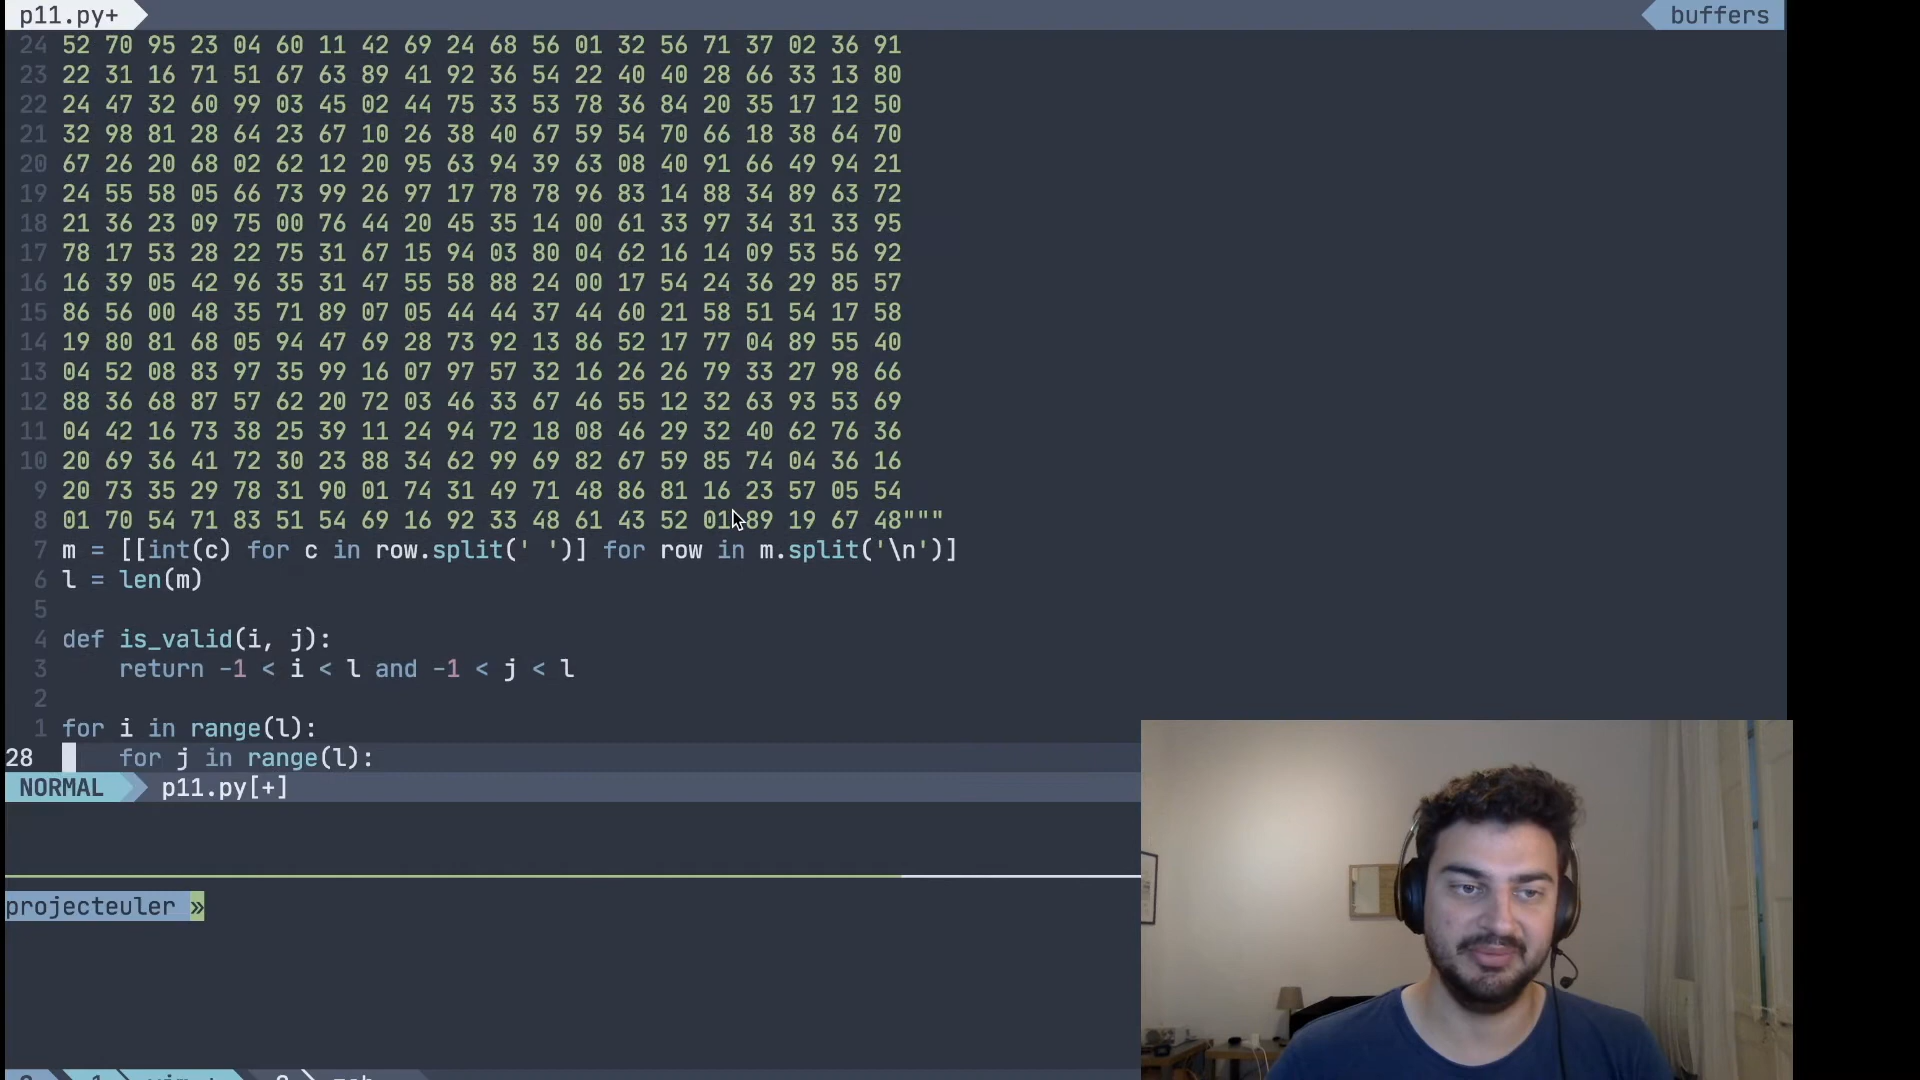 p11.py+
buffers
24 52 70 95 23 04 60 11 42 69 24 68 56 01 32 56 71 37 02 36 91
23 22 31 16 71 51 67 63 89 41 92 36 54 22 40 40 28 66 33 13 80
22 24 47 32 60 99 03 45 02 44 75 33 53 78 36 84 20 35 17 12 50
21 32 98 81 28 64 23 67 10 26 38 40 67 59 54 70 66 18 38 64 70
20 67 26 20 68 02 62 12 20 95 63 94 39 63 08 40 91 66 49 94 21
19 24 55 58 05 66 73 99 26 97 17 78 78 96 83 14 88 34 89 63 72
18 21 36 23 09 75 00 76 44 20 45 35 14 00 61 33 97 34 31 33 95
17 78 17 53 28 22 75 31 67 15 94 03 80 04 62 16 14 09 53 56 92
16 16 39 05 42 96 35 31 47 55 58 88 24 00 17 54 24 36 29 85 57
15 86 56 00 48 35 71 89 07 05 44 44 37 44 60 21 58 51 54 17 58
14 19 80 81 68 05 94 47 69 28 73 92 13 86 52 17 77 04 89 55 40
13 04 52 08 83 97 35 99 16 07 97 57 32 16 26 26 79 33 27 98 66
12 88 36 68 87 57 62 20 72 03 46 33 67 46 55 12 32 63 93 53 69
11 04 42 16 73 38 25 39 11 24 94 72 18 08 46 29 32 40 62 76 36
10 20 69 36 41 72 30 23 88 34 62 99 69 82 67 59 85 74 04 36 16
9 20 73 35 29 78 31 90 01 74 31 49 71 48 86 81 16 23 57 05 54
8 01 70 54 71 83 51 54 69 16 92 33 48 61 43 52 01 89 19 67 48"""
7 m = [[int(c) for c in row.split(' ')] for row in m.split('\n')]
6 l = len(m)
5
4 def is_valid(i, j):
3     return -1 < i < l and -1 < j < l
2
1 for i in range(l):
28     for j in range(l):
NORMAL p11.py[+]
projecteuler »